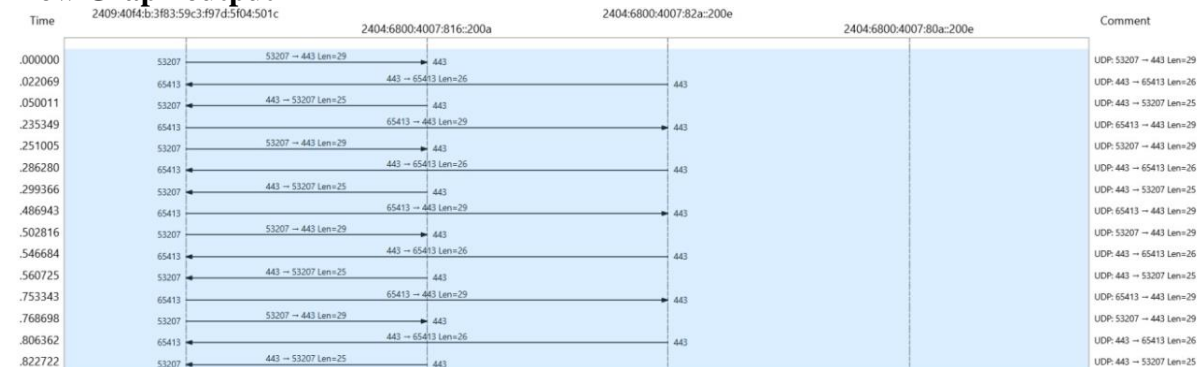 Time 2409:40f4:b:3f83:59c3:f97d:5f04:501c 2404:6800:4007:816::200a 2404:6800:4007:82a::200e 2404:6800:4007:80a::200e Comment
.000000 53207 53207 → 443 Len=29 443 UDP: 53207 → 443 Len=29
.022069 65413 443 → 65413 Len=26 443 UDP: 443 → 65413 Len=26
.050011 53207 443 → 53207 Len=25 443 UDP: 443 → 53207 Len=25
.235349 65413 65413 → 443 Len=29 443 UDP: 65413 → 443 Len=29
.251005 53207 53207 → 443 Len=29 443 UDP: 53207 → 443 Len=29
.286280 65413 443 → 65413 Len=26 443 UDP: 443 → 65413 Len=26
.299366 53207 443 → 53207 Len=25 443 UDP: 443 → 53207 Len=25
.486943 65413 65413 → 443 Len=29 443 UDP: 65413 → 443 Len=29
.502816 53207 53207 → 443 Len=29 443 UDP: 53207 → 443 Len=29
.546684 65413 443 → 65413 Len=26 443 UDP: 443 → 65413 Len=26
.560725 53207 443 → 53207 Len=25 443 UDP: 443 → 53207 Len=25
.753343 65413 65413 → 443 Len=29 443 UDP: 65413 → 443 Len=29
.768698 53207 53207 → 443 Len=29 443 UDP: 53207 → 443 Len=29
.806362 65413 443 → 65413 Len=26 443 UDP: 443 → 65413 Len=26
.822722 53207 443 → 53207 Len=25 443 UDP: 443 → 53207 Len=25